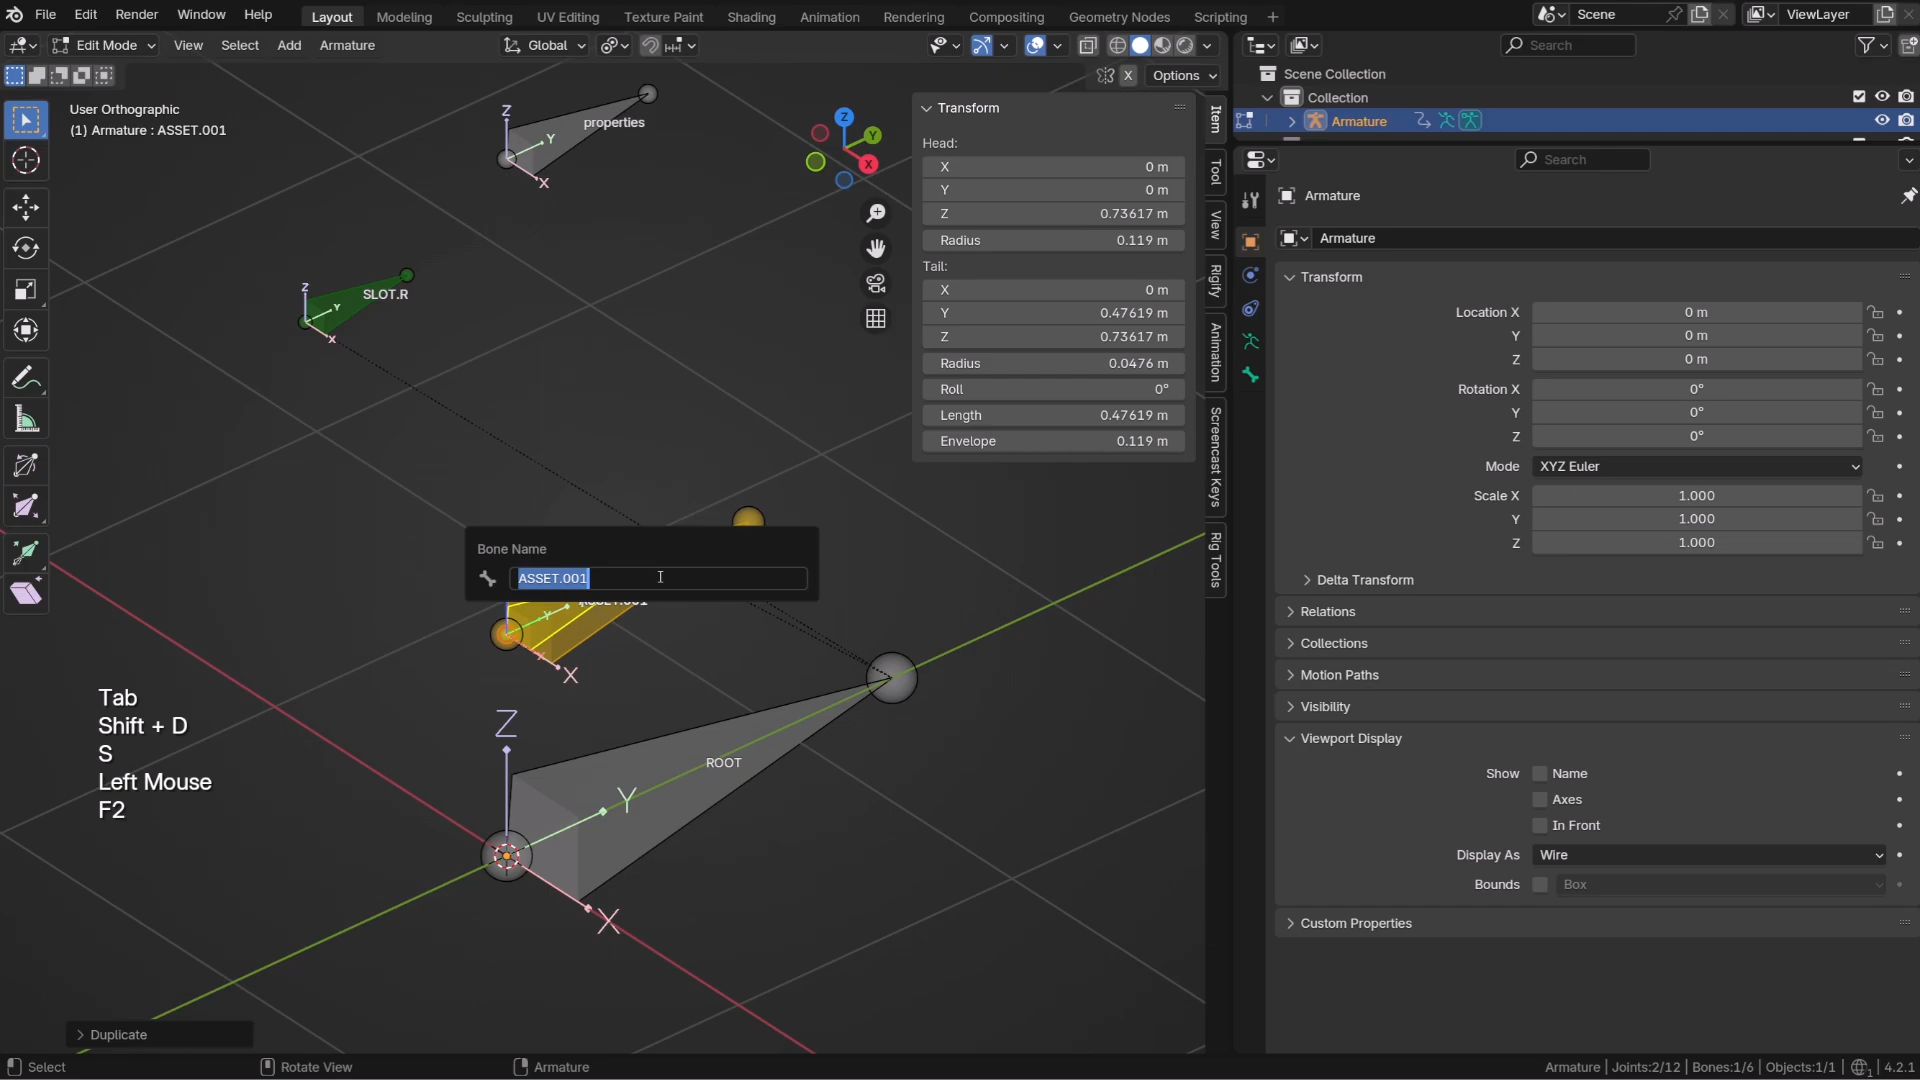 File Edit Render Window Help Layout Modeling Sculpting UV Editing Texture Paint Shading Animation Rendering Compositing Geometry Nodes Scripting + Scene ViewLayer
Edit Mode View Select Add Armature Global Search
X Options
User Orthographic
(1) Armature : ASSET.001
properties
Z
Y
X
SLOT.R
Z
Y
X
Z
Y
X
Transform
Head:
X 0 m
Y 0 m
Z 0.73617 m
Radius 0.119 m
Tail:
X 0 m
Y 0.47619 m
Z 0.73617 m
Radius 0.0476 m
Roll 0°
Length 0.47619 m
Envelope 0.119 m
Item
Tool
View
Rigify
Animation
Screencast Keys
Rig Tools
Bone Name
ASSET.001
ASSET.001
Y
X
X
Z
Y
X
ROOT
Tab
Shift + D
S
Left Mouse
F2
Duplicate
Scene Collection
Collection
Armature
Search
Armature
Armature
Transform
Location X 0 m
Y 0 m
Z 0 m
Rotation X 0°
Y 0°
Z 0°
Mode XYZ Euler
Scale X 1.000
Y 1.000
Z 1.000
Delta Transform
Relations
Collections
Motion Paths
Visibility
Viewport Display
Show Name
Axes
In Front
Display As Wire
Bounds Box
Custom Properties
Select Rotate View Armature Armature | Joints:2/12 | Bones:1/6 | Objects:1/1 | 1 | 4.2.1